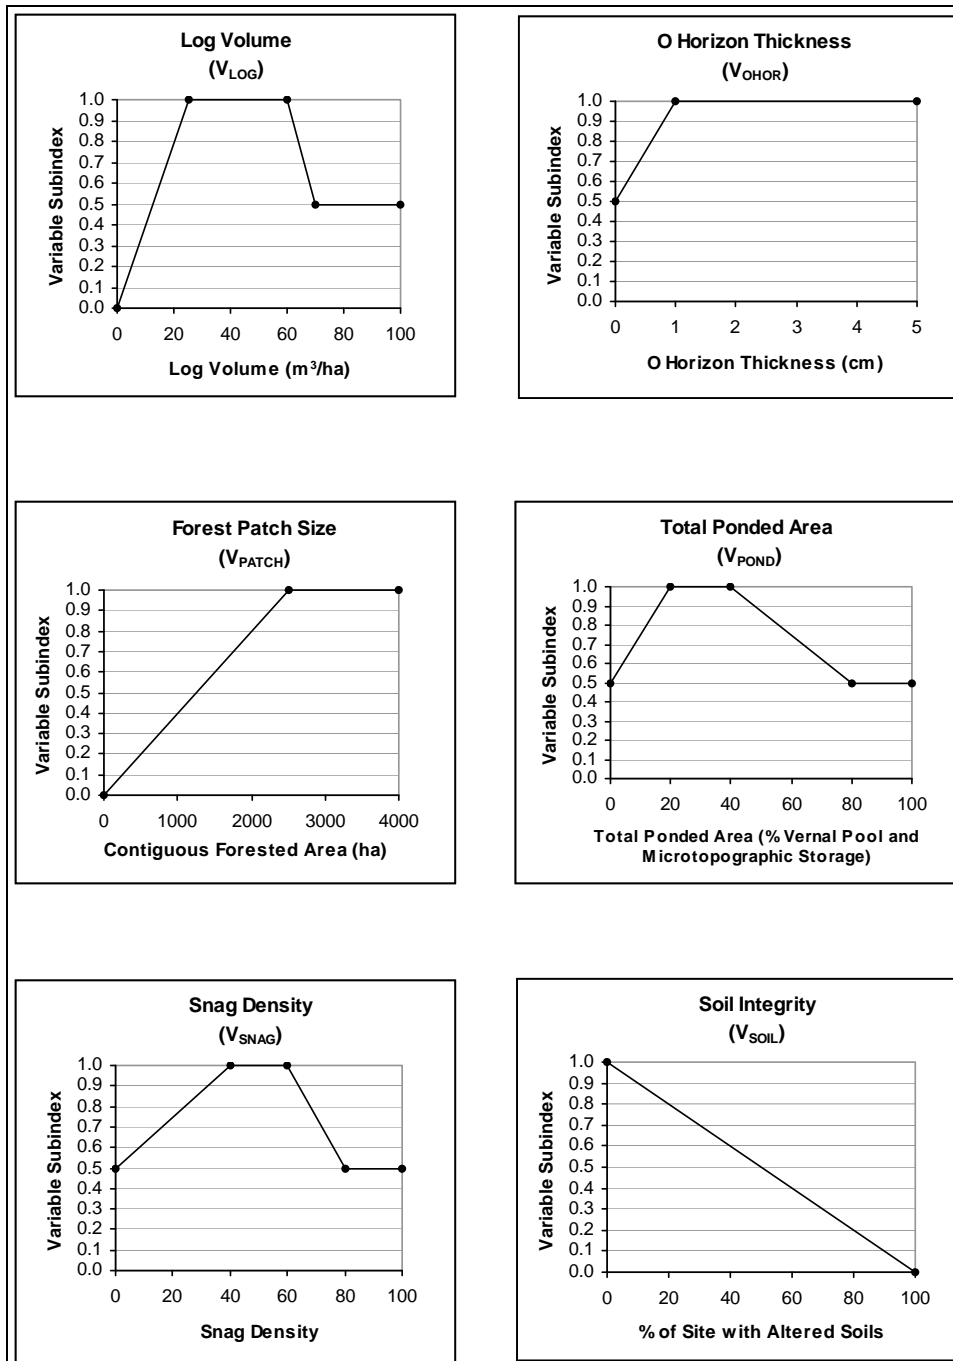 Log Volume
(VLOG)
Variable Subindex
1.0
0.9
0.8
0.7
0.6
0.5
0.4
0.3
0.2
0.1
0.0
0 20 40 60 80 100
Log Volume (m³/ha)
O Horizon Thickness
(VOHOR)
Variable Subindex
1.0
0.9
0.8
0.7
0.6
0.5
0.4
0.3
0.2
0.1
0.0
0 1 2 3 4 5
O Horizon Thickness (cm)
Forest Patch Size
(VPATCH)
Variable Subindex
1.0
0.9
0.8
0.7
0.6
0.5
0.4
0.3
0.2
0.1
0.0
0 1000 2000 3000 4000
Contiguous Forested Area (ha)
Total Ponded Area
(VPOND)
Variable Subindex
1.0
0.9
0.8
0.7
0.6
0.5
0.4
0.3
0.2
0.1
0.0
0 20 40 60 80 100
Total Ponded Area (% Vernal Pool and
Microtopographic Storage)
Snag Density
(VSNAG)
Variable Subindex
1.0
0.9
0.8
0.7
0.6
0.5
0.4
0.3
0.2
0.1
0.0
0 20 40 60 80 100
Snag Density
Soil Integrity
(VSOIL)
Variable Subindex
1.0
0.9
0.8
0.7
0.6
0.5
0.4
0.3
0.2
0.1
0.0
0 20 40 60 80 100
% of Site with Altered Soils